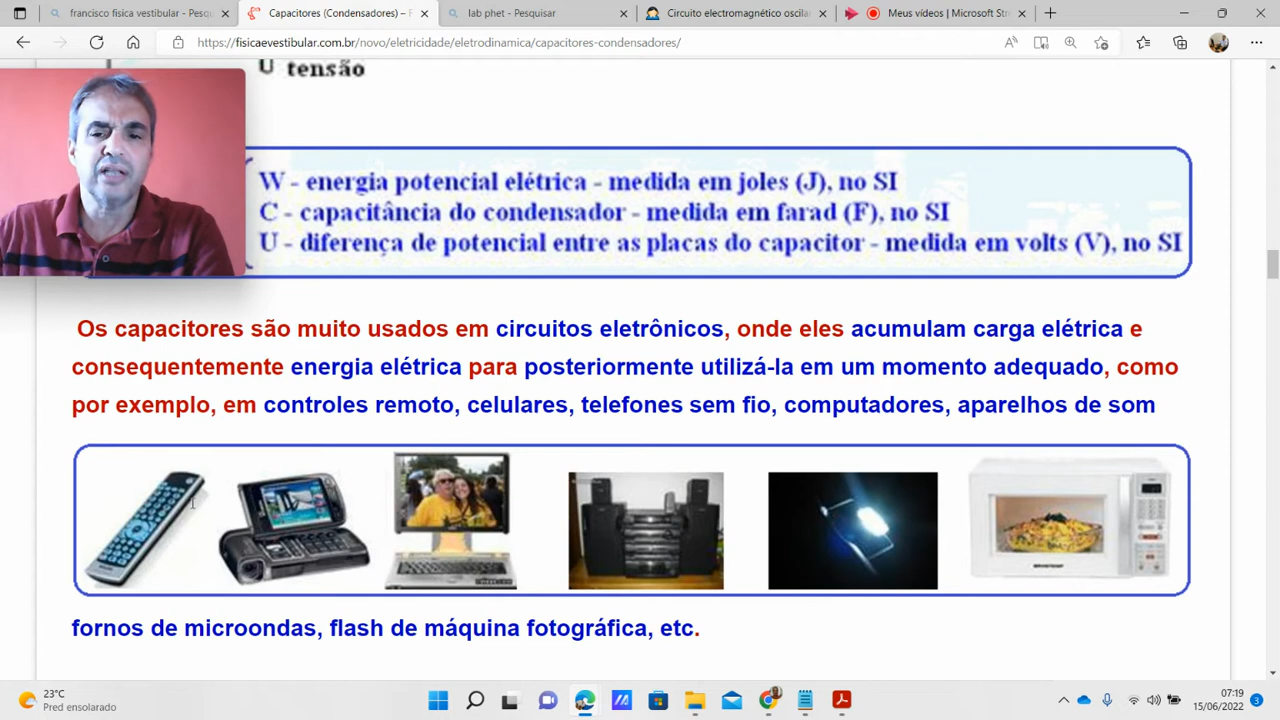 francisco fisica vestibular - Pesqu
Capacitores (Condensadores) – F
lab phet - Pesquisar
Circuito electromagnético oscilan
Meus vídeos | Microsoft Stre
https://fisicaevestibular.com.br/novo/eletricidade/eletrodinamica/capacitores-condensadores/
U tensão
W - energia potencial elétrica - medida em joles (J), no SI
C - capacitância do condensador - medida em farad (F), no SI
U - diferença de potencial entre as placas do capacitor - medida em volts (V), no SI
Os capacitores são muito usados em circuitos eletrônicos, onde eles acumulam carga elétrica e
consequentemente energia elétrica para posteriormente utilizá-la em um momento adequado, como
por exemplo, em controles remoto, celulares, telefones sem fio, computadores, aparelhos de som
fornos de microondas, flash de máquina fotográfica, etc.
23°C
Pred ensolarado
07:19
15/06/2022
3